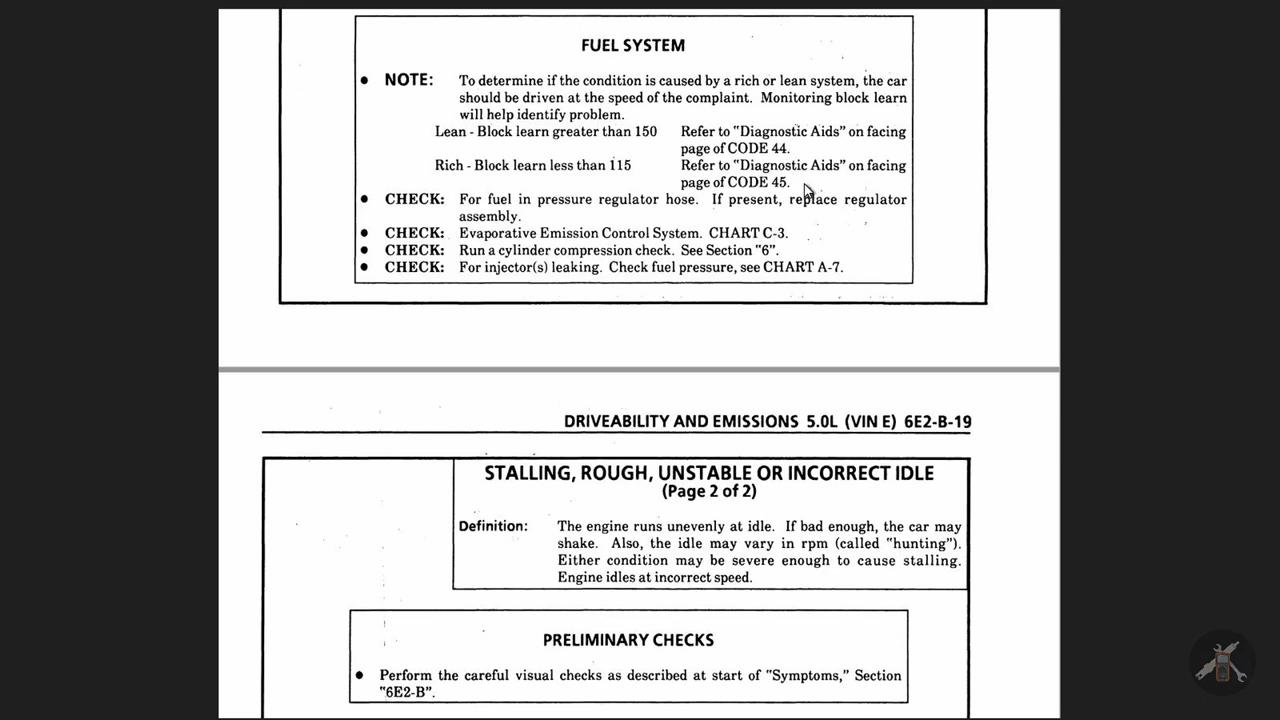 FUEL SYSTEM
• NOTE: To determine if the condition is caused by a rich or lean system, the car
should be driven at the speed of the complaint. Monitoring block learn
will help identify problem.
Lean - Block learn greater than 150 Refer to "Diagnostic Aids" on facing
page of CODE 44.
Rich - Block learn less than 115 Refer to "Diagnostic Aids" on facing
page of CODE 45.
• CHECK: For fuel in pressure regulator hose. If present, replace regulator
assembly.
• CHECK: Evaporative Emission Control System. CHART C-3.
• CHECK: Run a cylinder compression check. See Section "6".
• CHECK: For injector(s) leaking. Check fuel pressure, see CHART A-7.
DRIVEABILITY AND EMISSIONS 5.0L (VIN E) 6E2-B-19
STALLING, ROUGH, UNSTABLE OR INCORRECT IDLE
(Page 2 of 2)
Definition: The engine runs unevenly at idle. If bad enough, the car may
shake. Also, the idle may vary in rpm (called "hunting").
Either condition may be severe enough to cause stalling.
Engine idles at incorrect speed.
PRELIMINARY CHECKS
• Perform the careful visual checks as described at start of "Symptoms," Section
"6E2-B".